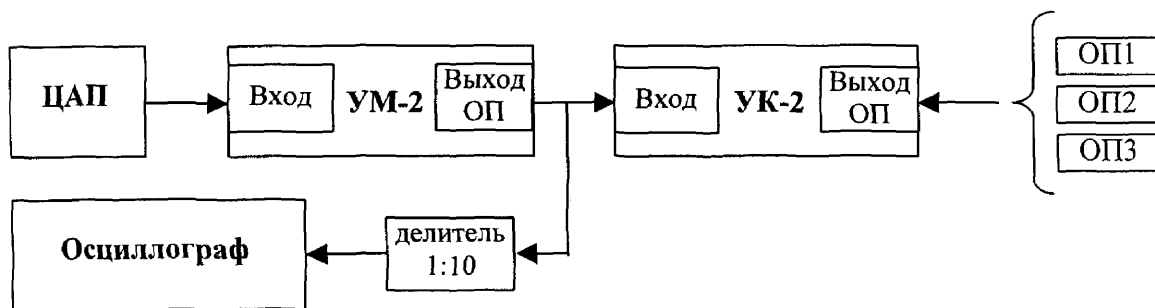 ЦАП
Вход
УМ-2
Выход
ОП
Вход
УК-2
Выход
ОП
ОП1
ОП2
ОП3
Осциллограф
делитель
1:10